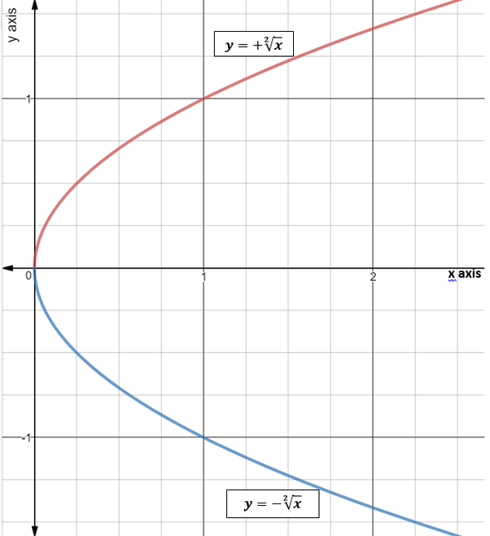 y axis
y = +²√x
1
0
1
2
x axis
-1
y = −²√x